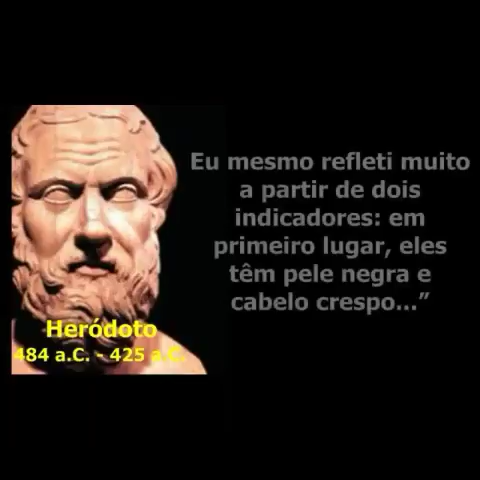 Eu mesmo refleti muito
a partir de dois
indicadores: em
primeiro lugar, eles
têm pele negra e
cabelo crespo...”
Heródoto
484 a.C. - 425 a.C.